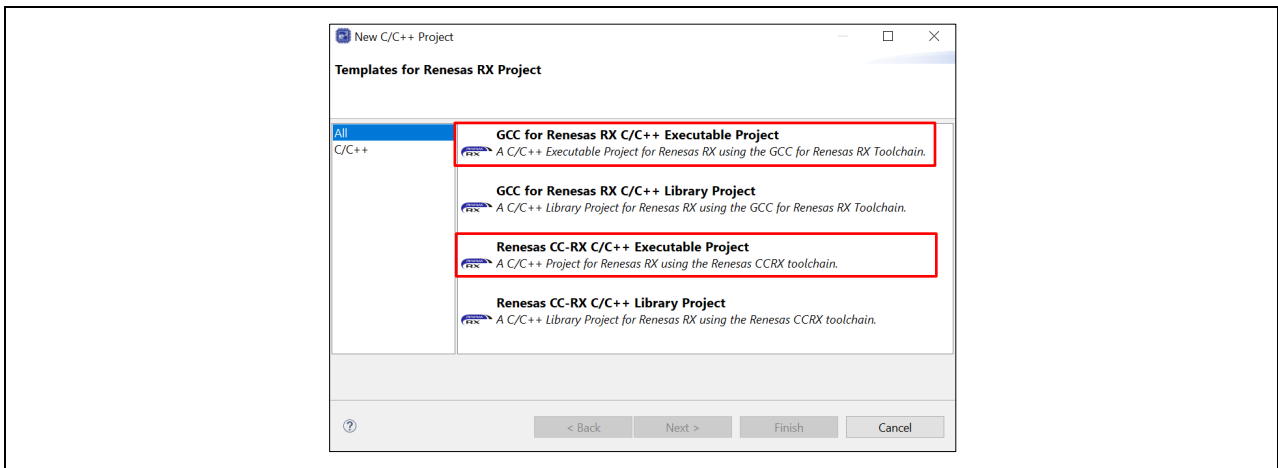 New C/C++ Project
Templates for Renesas RX Project
All
C/C++
GCC for Renesas RX C/C++ Executable Project
A C/C++ Executable Project for Renesas RX using the GCC for Renesas RX Toolchain.
GCC for Renesas RX C/C++ Library Project
A C/C++ Library Project for Renesas RX using the GCC for Renesas RX Toolchain.
Renesas CC-RX C/C++ Executable Project
A C/C++ Project for Renesas RX using the Renesas CCRX toolchain.
Renesas CC-RX C/C++ Library Project
A C/C++ Library Project for Renesas RX using the Renesas CCRX toolchain.
? < Back Next > Finish Cancel